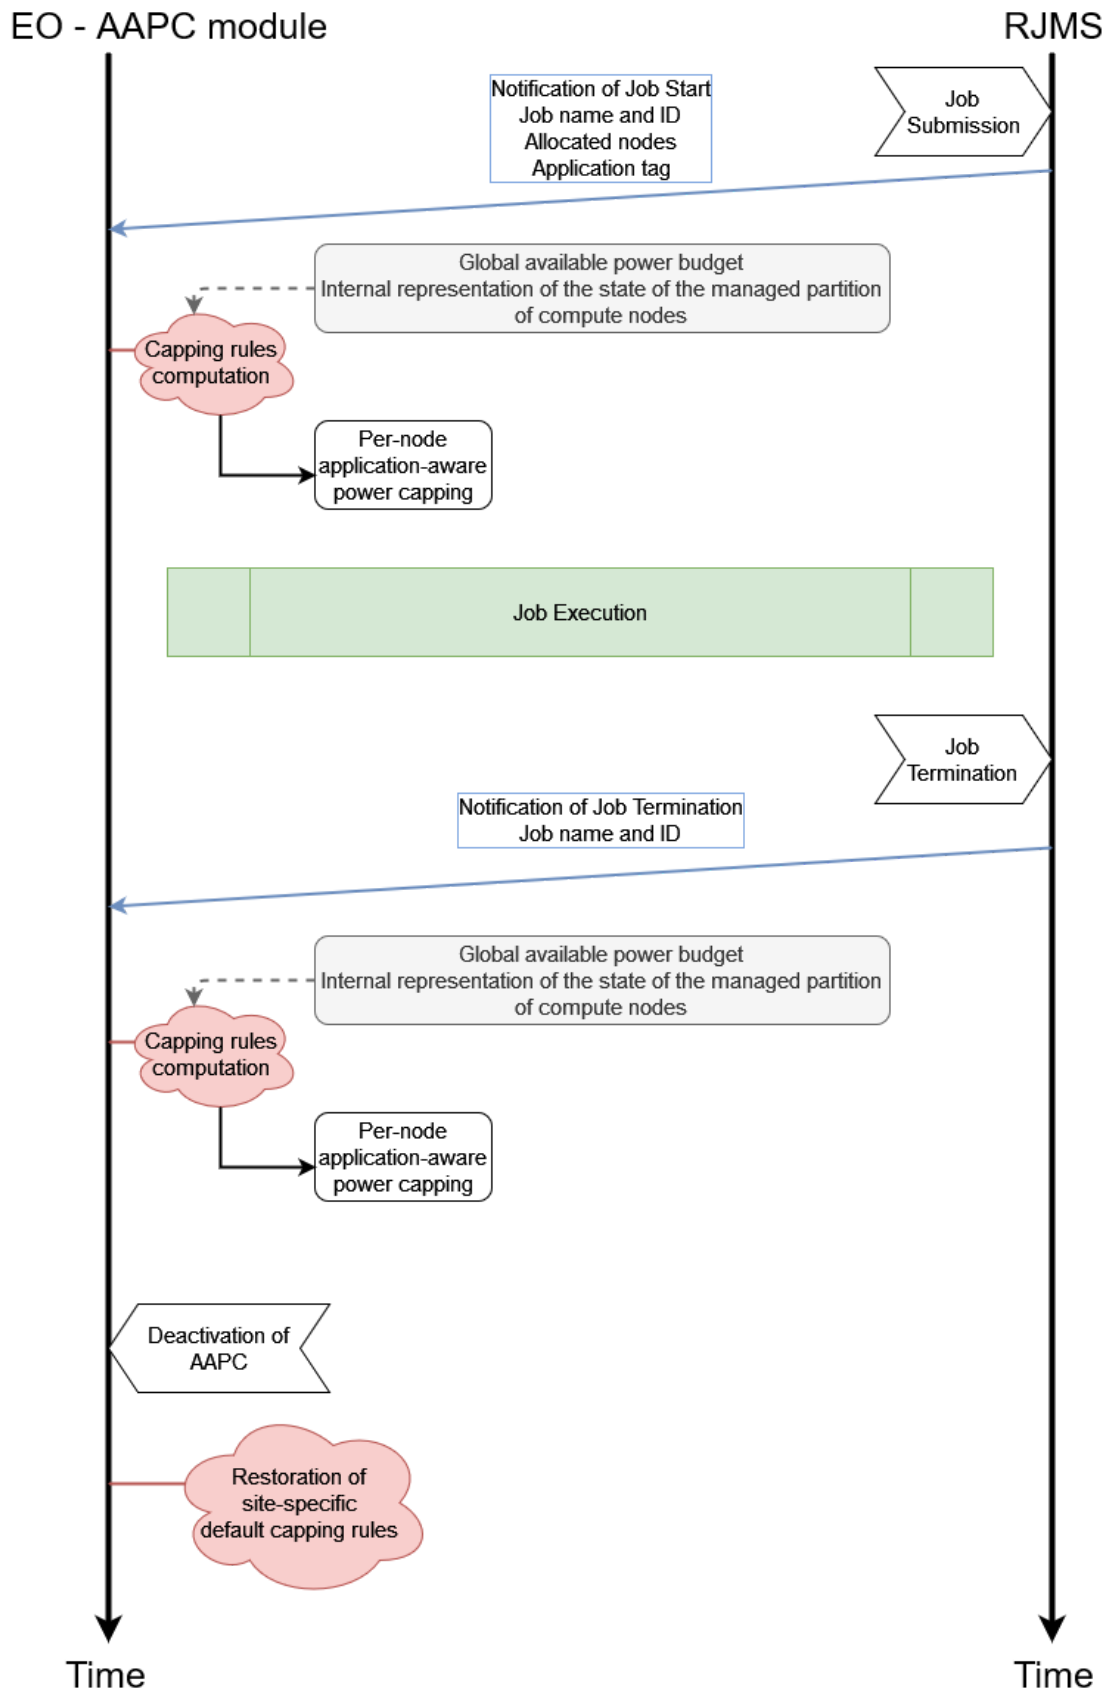 EO - AAPC module
RJMS
Job
Submission
Notification of Job Start
Job name and ID
Allocated nodes
Application tag
Global available power budget
Internal representation of the state of the managed partition
of compute nodes
Capping rules
computation
Per-node
application-aware
power capping
Job Execution
Job
Termination
Notification of Job Termination
Job name and ID
Global available power budget
Internal representation of the state of the managed partition
of compute nodes
Capping rules
computation
Per-node
application-aware
power capping
Deactivation of
AAPC
Restoration of
site-specific
default capping rules
Time
Time